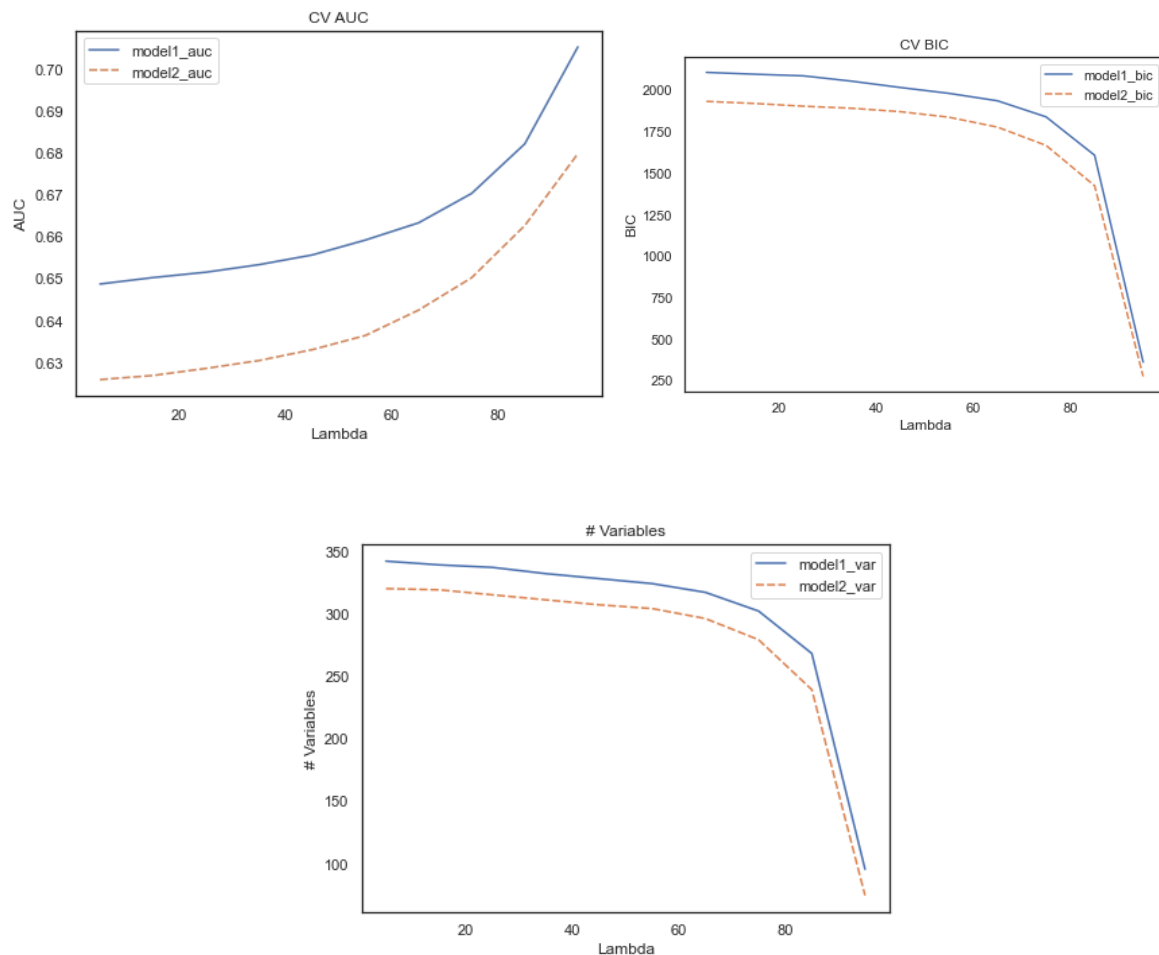 CV AUC
model1_auc
model2_auc
0.70
0.69
0.68
0.67
0.66
0.65
0.64
0.63
AUC
20
40
60
80
Lambda
CV BIC
model1_bic
model2_bic
2000
1750
1500
1250
1000
750
500
250
BIC
20
40
60
80
Lambda
# Variables
model1_var
model2_var
350
300
250
200
150
100
# Variables
20
40
60
80
Lambda